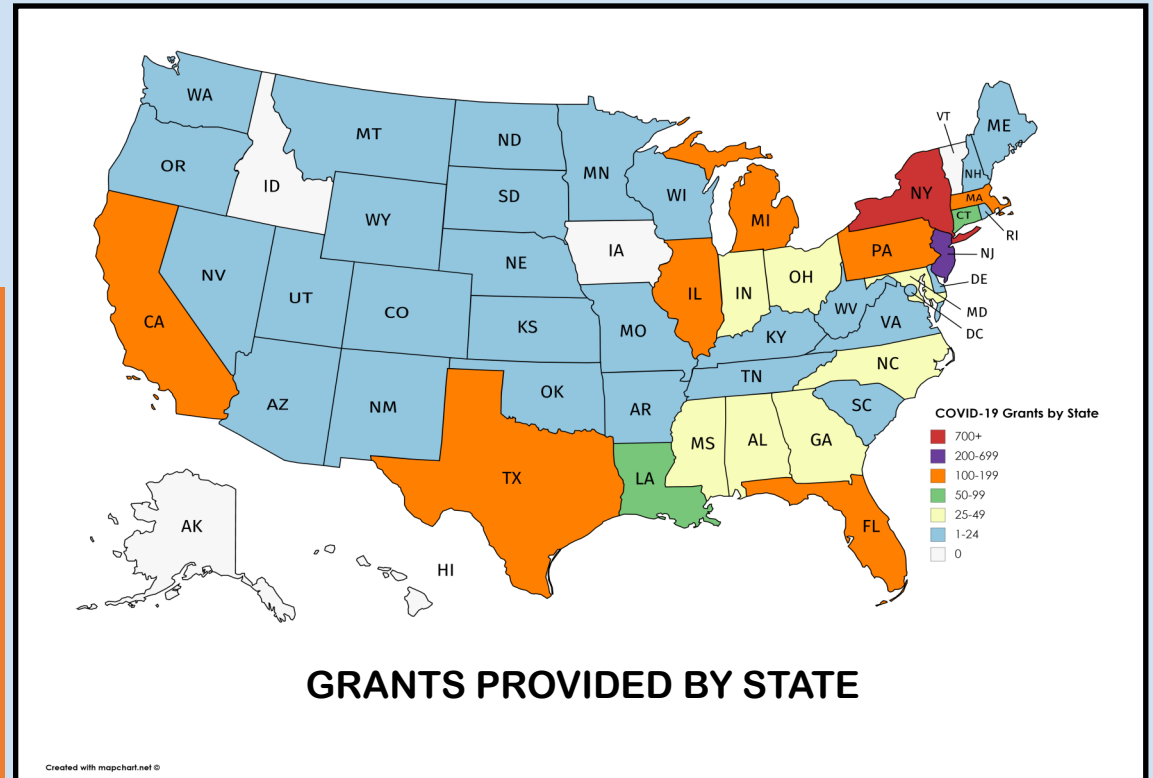 VT
ME
WA
MT
ND
MN
OR
ID
SD
WI
NH
NY
MA
WY
MI
CT
RI
IA
PA
NJ
NE
OH
NV
DE
UT
IL
IN
CO
WV
MD
CA
KS
MO
VA
DC
KY
NC
TN
OK
AZ
NM
AR
SC
COVID-19 Grants by State
MS
AL
GA
700+
200-699
TX
LA
100-199
50-99
25-49
AK
FL
1-24
0
HI
GRANTS PROVIDED BY STATE
Created with mapchart.net ©